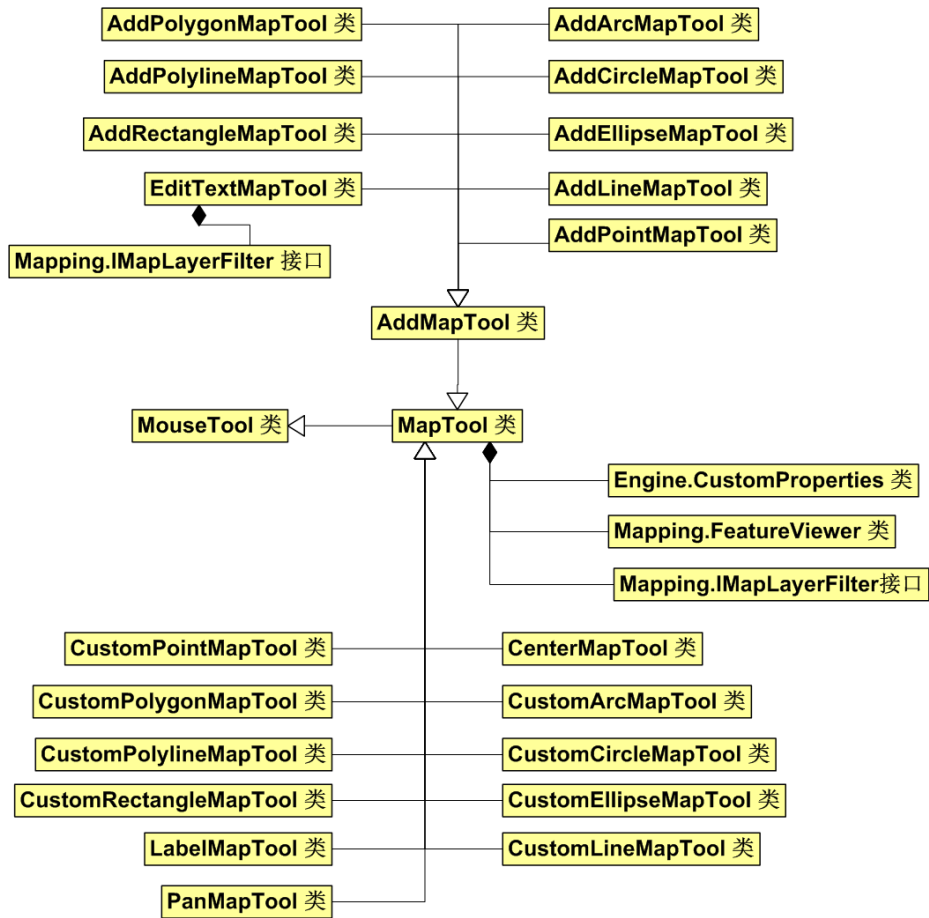 AddPolygonMapTool 类
AddArcMapTool 类
AddPolylineMapTool 类
AddCircleMapTool 类
AddRectangleMapTool 类
AddEllipseMapTool 类
EditTextMapTool 类
AddLineMapTool 类
AddPointMapTool 类
Mapping.IMapLayerFilter 接口
AddMapTool 类
MouseTool 类
MapTool 类
Engine.CustomProperties 类
Mapping.FeatureViewer 类
Mapping.IMapLayerFilter接口
CustomPointMapTool 类
CenterMapTool 类
CustomPolygonMapTool 类
CustomArcMapTool 类
CustomPolylineMapTool 类
CustomCircleMapTool 类
CustomRectangleMapTool 类
CustomEllipseMapTool 类
LabelMapTool 类
CustomLineMapTool 类
PanMapTool 类